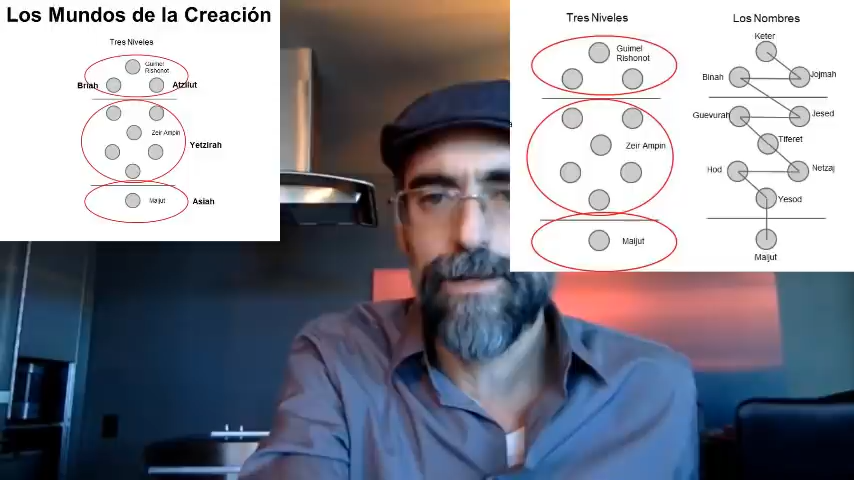 Los Mundos de la Creación
Tres Niveles
Guimel
Rishonot
Briah
Atzilut
Zeir Ampin
Yetzirah
Maljut
Asiah
Tres Niveles
Guimel
Rishonot
Zeir Ampin
Maljut
Los Nombres
Keter
Binah
Jojmah
Guevurah
Jesed
Tiferet
Hod
Netzaj
Yesod
Maljut